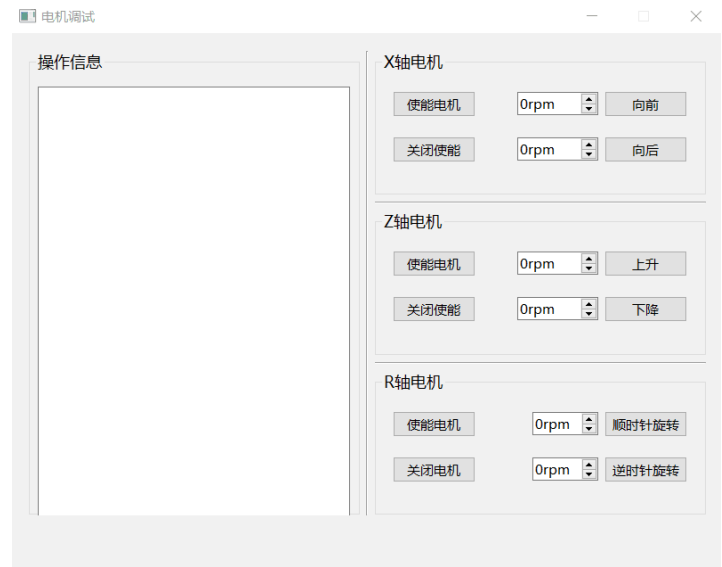 电机调试
操作信息
X轴电机
使能电机 0rpm 向前
关闭使能 0rpm 向后
Z轴电机
使能电机 0rpm 上升
关闭使能 0rpm 下降
R轴电机
使能电机 0rpm 顺时针旋转
关闭电机 0rpm 逆时针旋转